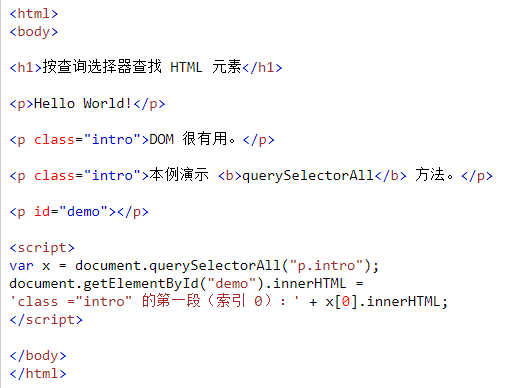 <html>
<body>
<h1>按查询选择器查找 HTML 元素</h1>
<p>Hello World!</p>
<p class="intro">DOM 很有用。</p>
<p class="intro">本例演示 <b>querySelectorAll</b> 方法。</p>
<p id="demo"></p>
<script>
var x = document.querySelectorAll("p.intro");
document.getElementById("demo").innerHTML =
'class ="intro" 的第一段（索引 0）：' + x[0].innerHTML;
</script>
</body>
</html>